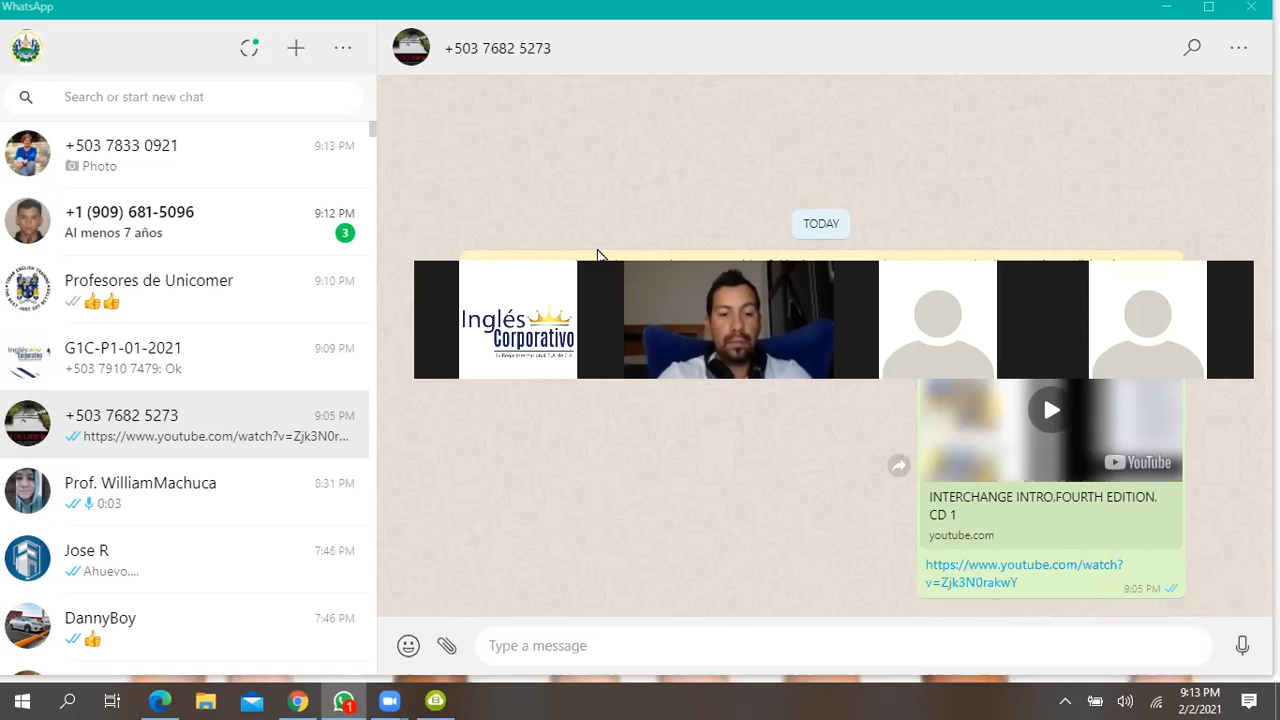 WhatsApp
+503 7682 5273
Search or start new chat
+503 7833 0921
9:13 PM
Photo
+1 (909) 681-5096
9:12 PM
Al menos 7 años
3
Profesores de Unicomer
9:10 PM
👍👍
G1C-P1-01-2021
9:09 PM
+503 7910 7479: Ok
+503 7682 5273
9:05 PM
https://www.youtube.com/watch?v=Zjk3N0r...
Prof. WilliamMachuca
8:31 PM
0:03
Jose R
7:46 PM
Ahuevo....
DannyBoy
7:46 PM
👍
TODAY
Inglés
Corporativo
by Regal International, S.A. de C.V.
YouTube
INTERCHANGE INTRO,FOURTH EDITION.
CD 1
youtube.com
https://www.youtube.com/watch?
v=Zjk3N0rakwY
9:05 PM
Type a message
1
9:13 PM
2/2/2021